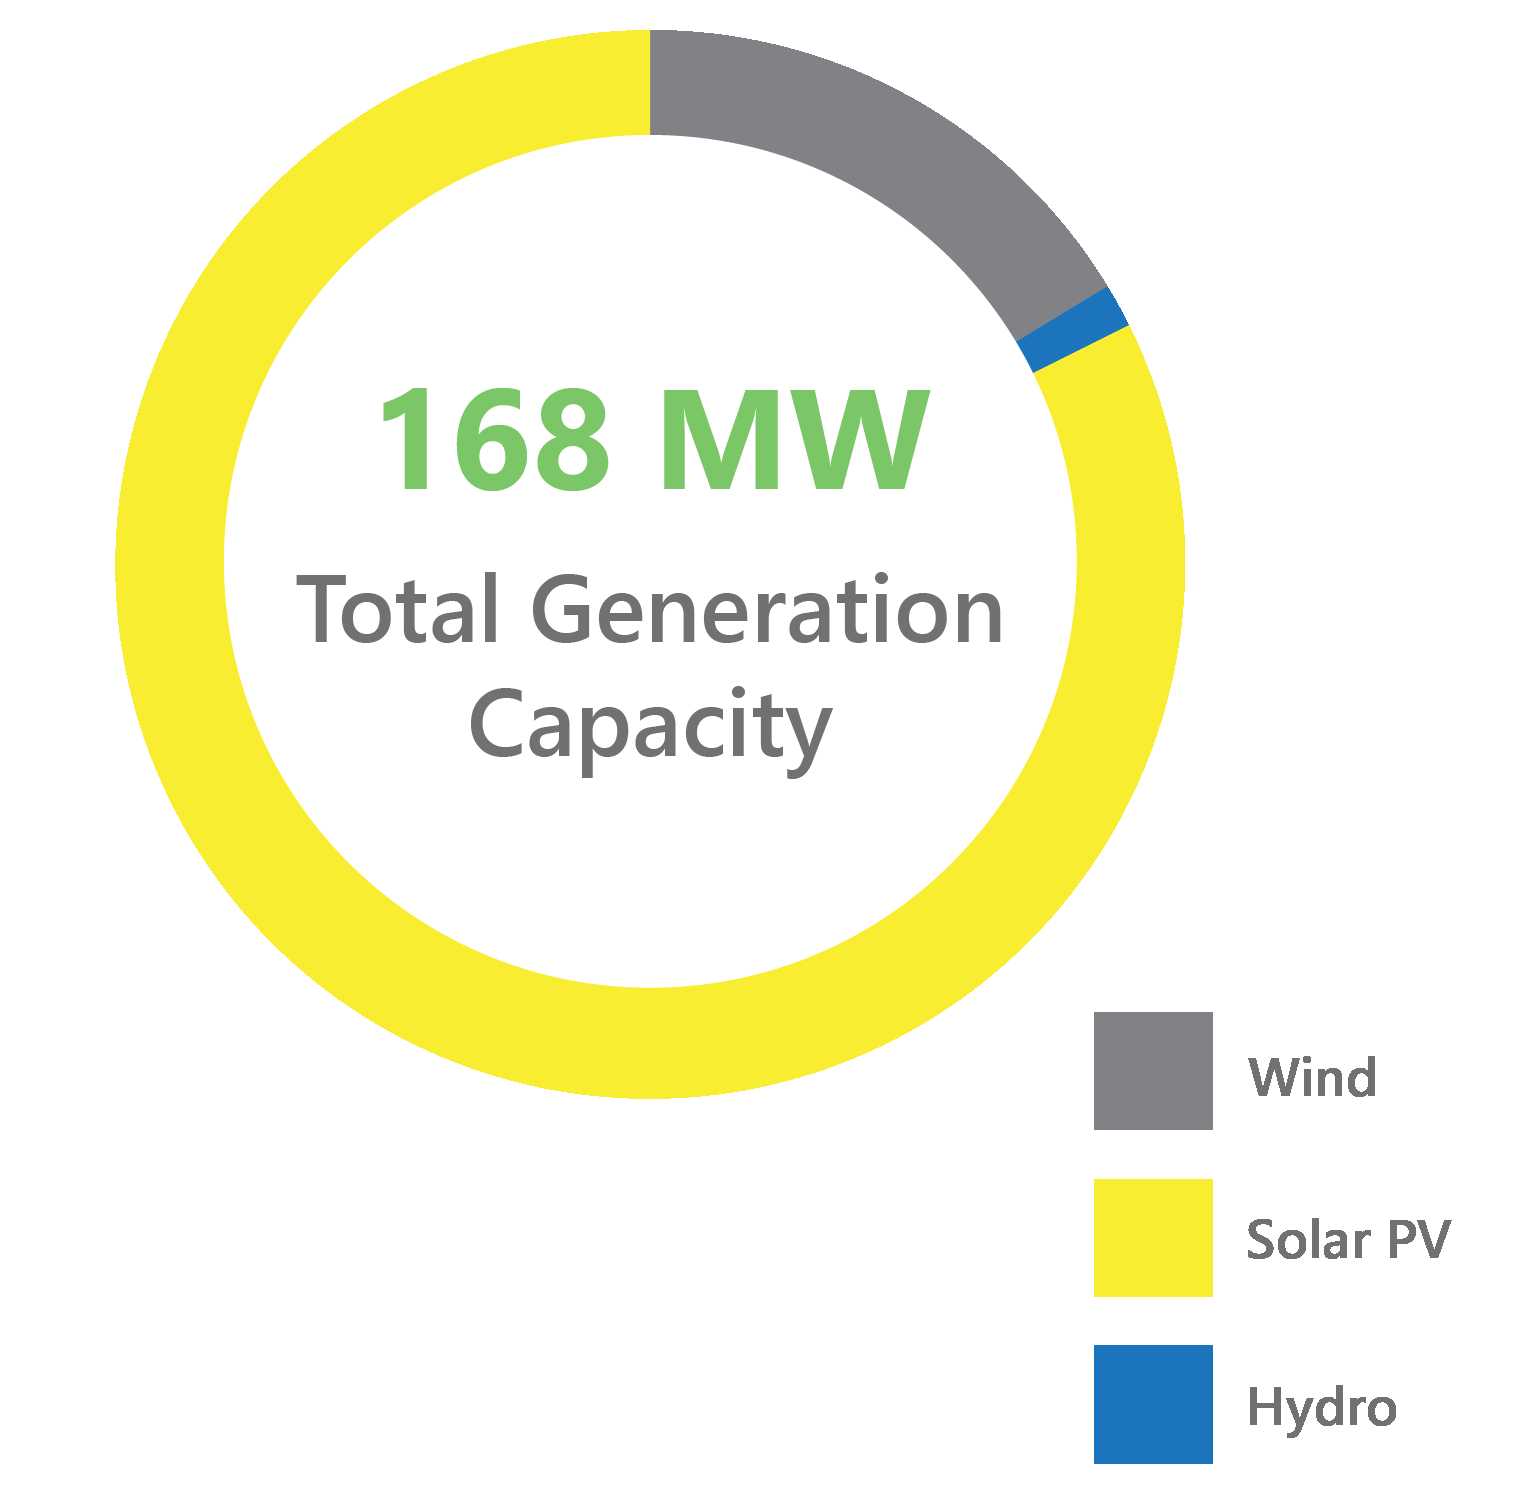 168 MW
Total Generation
Capacity
Wind
Solar PV
Hydro